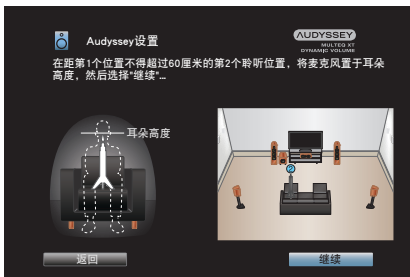 Audyssey设置
AUDYSSEY
MULTEQ XT
DYNAMIC VOLUME
在距第1个位置不得超过60厘米的第2个聆听位置，将麦克风置于耳朵
高度，然后选择"继续"...
耳朵高度
2
返回
继续